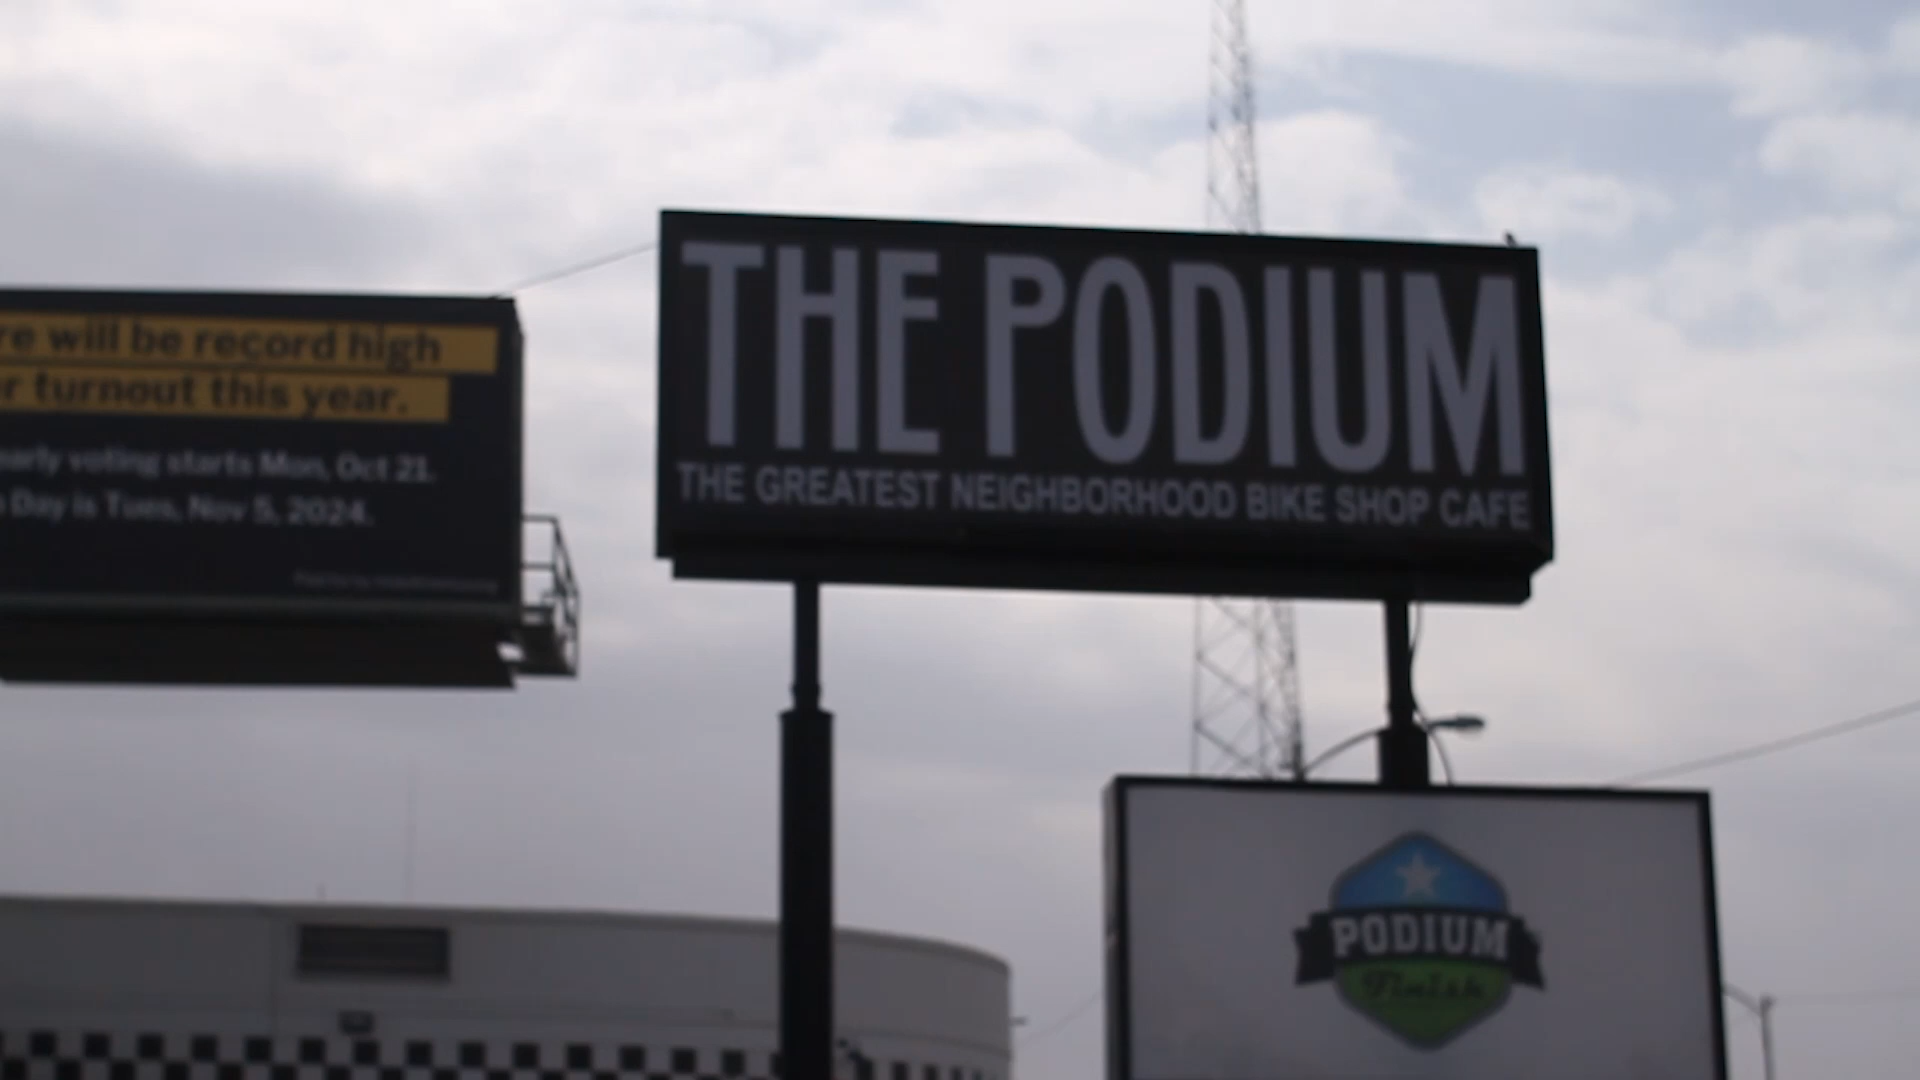 re will be record high
r turnout this year.
early voting starts Mon, Oct 21.
Day is Tues, Nov 5, 2024.
THE PODIUM
THE GREATEST NEIGHBORHOOD BIKE SHOP CAFE
PODIUM
Finish